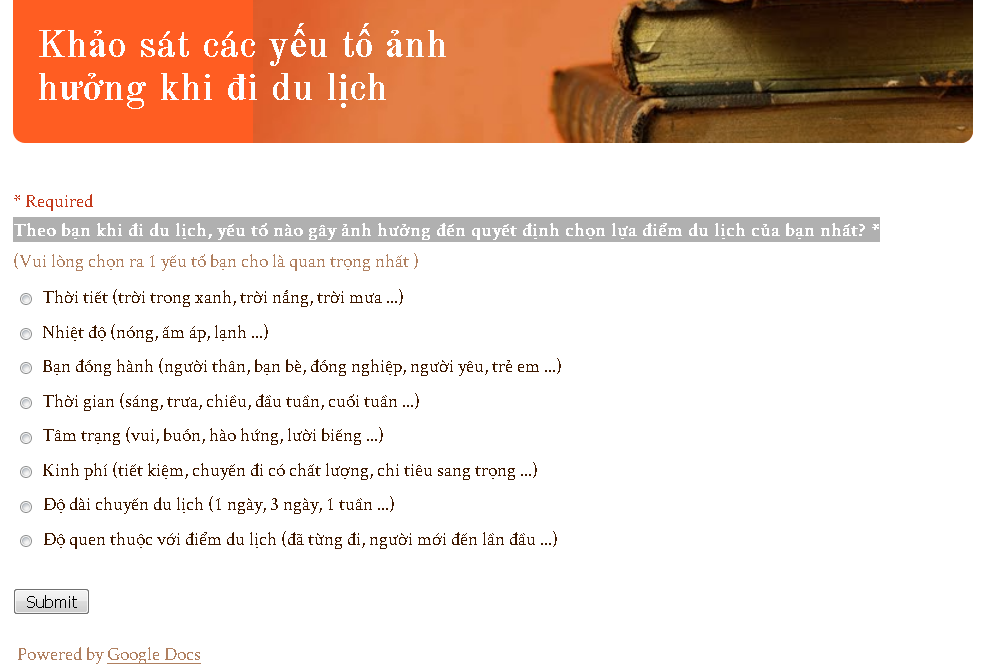 Khảo sát các yếu tố ảnh
hưởng khi đi du lịch
* Required
Theo bạn khi đi du lịch, yếu tố nào gây ảnh hưởng đến quyết định chọn lựa điểm du lịch của bạn nhất? *
(Vui lòng chọn ra 1 yếu tố bạn cho là quan trọng nhất )
Thời tiết (trời trong xanh, trời nắng, trời mưa ...)
Nhiệt độ (nóng, ấm áp, lạnh ...)
Bạn đồng hành (người thân, bạn bè, đồng nghiệp, người yêu, trẻ em ...)
Thời gian (sáng, trưa, chiều, đầu tuần, cuối tuần ...)
Tâm trạng (vui, buồn, hào hứng, lười biếng ...)
Kinh phí (tiết kiệm, chuyến đi có chất lượng, chi tiêu sang trọng ...)
Độ dài chuyến du lịch (1 ngày, 3 ngày, 1 tuần ...)
Độ quen thuộc với điểm du lịch (đã từng đi, người mới đến lần đầu ...)
Submit
Powered by Google Docs